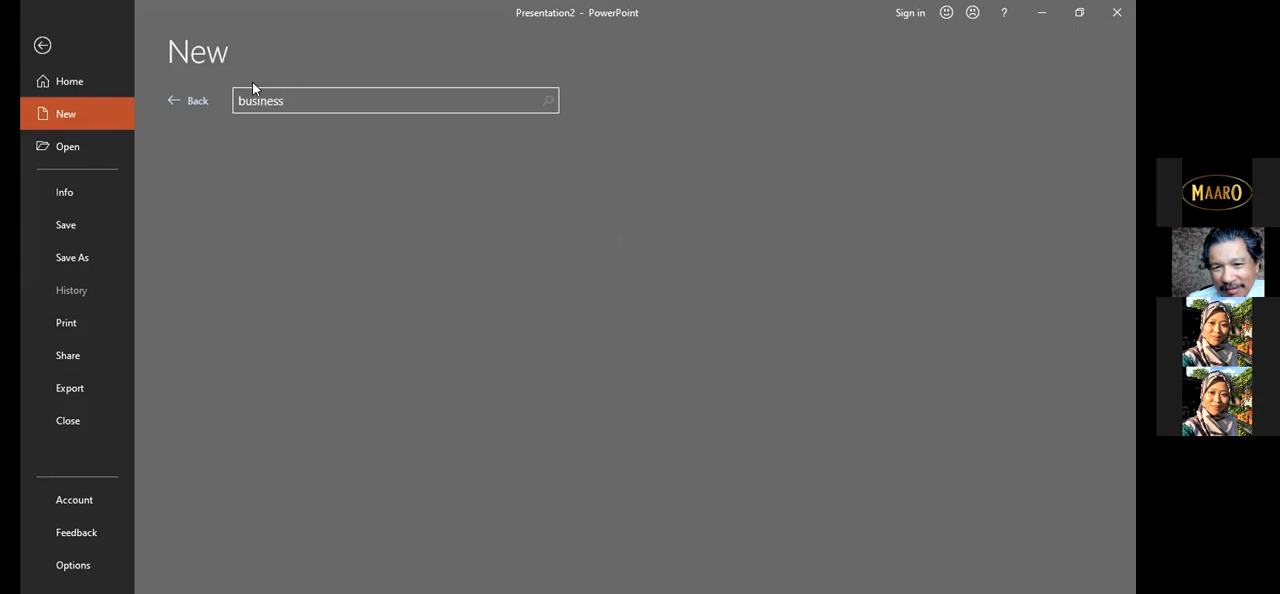 Presentation2 - PowerPoint
Sign in
?
New
Home
Back
business
New
Open
Info
Save
Save As
History
Print
Share
Export
Close
Account
Feedback
Options
MAARO